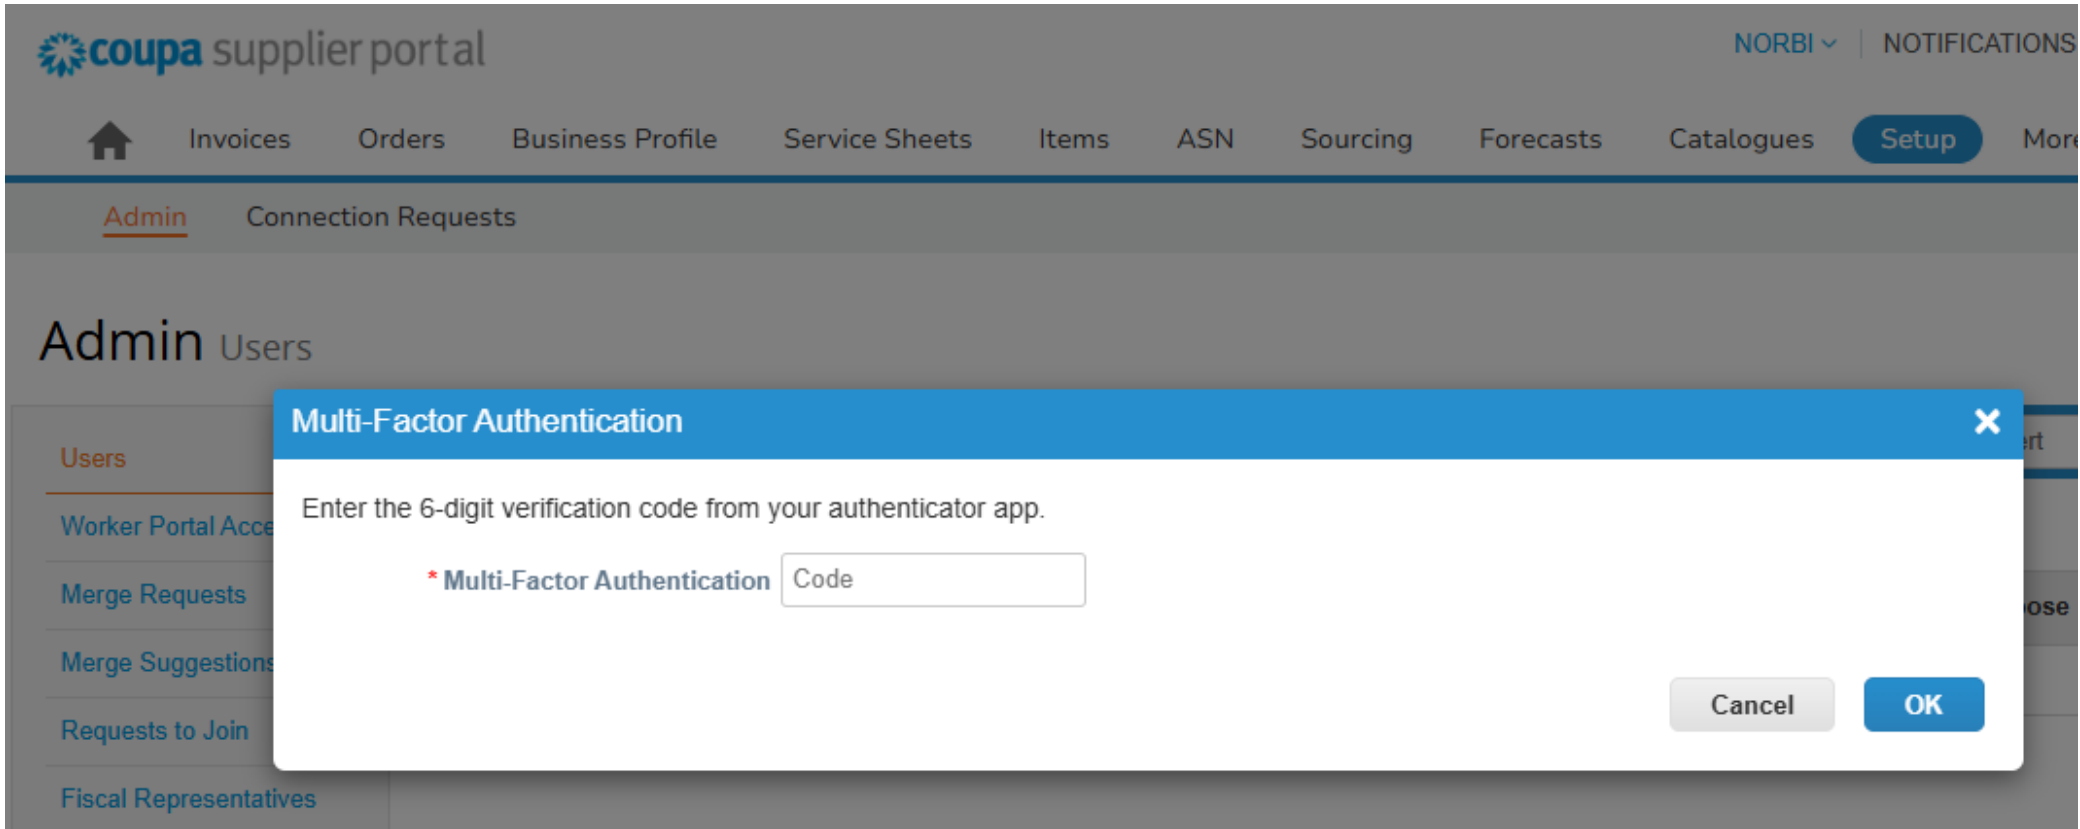 coupa supplier portal
NORBI
NOTIFICATIONS
Invoices Orders Business Profile Service Sheets Items ASN Sourcing Forecasts Catalogues Setup More
Admin Connection Requests
Admin Users
Multi-Factor Authentication
Users
Enter the 6-digit verification code from your authenticator app.
Worker Portal Acce
* Multi-Factor Authentication Code
Merge Requests
Merge Suggestions
Cancel OK
Requests to Join
Fiscal Representatives